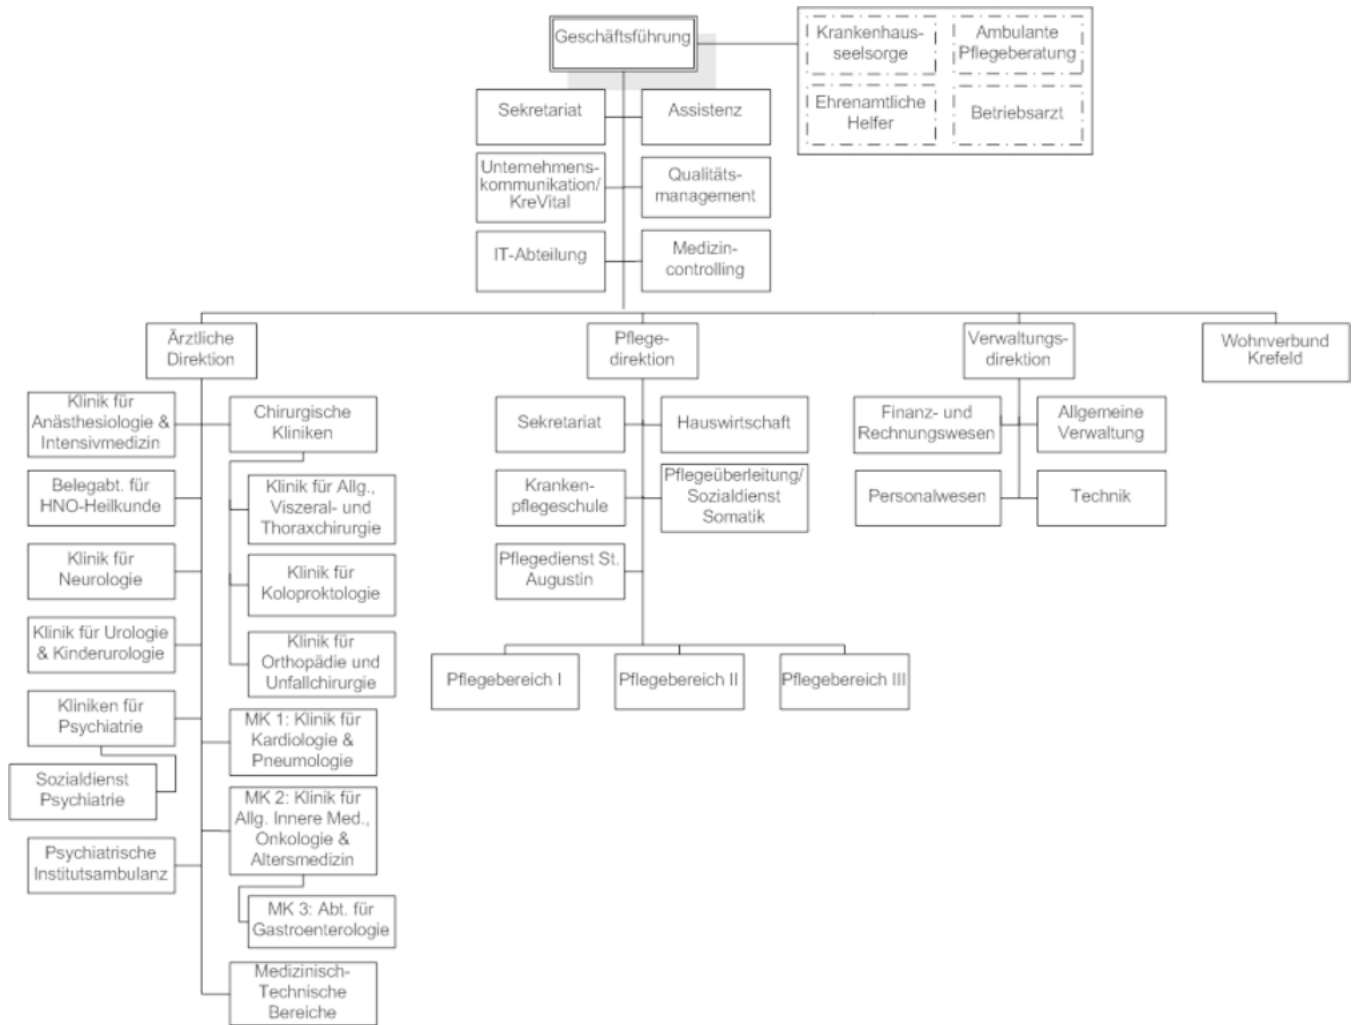 Geschäftsführung
Krankenhaus-
seelsorge
Ambulante
Pflegeberatung
Ehrenamtliche
Helfer
Betriebsarzt
Sekretariat
Assistenz
Unternehmens-
kommunikation/
KreVital
Qualitäts-
management
IT-Abteilung
Medizin-
controlling
Ärztliche
Direktion
Pflege-
direktion
Verwaltungs-
direktion
Wohnverbund
Krefeld
Klinik für
Anästhesiologie &
Intensivmedizin
Chirurgische
Kliniken
Belegabt. für
HNO-Heilkunde
Klinik für Allg.,
Viszeral- und
Thoraxchirurgie
Klinik für
Neurologie
Klinik für
Koloproktologie
Klinik für Urologie
& Kinderurologie
Klinik für
Orthopädie und
Unfallchirurgie
Kliniken für
Psychiatrie
MK 1: Klinik für
Kardiologie &
Pneumologie
Sozialdienst
Psychiatrie
MK 2: Klinik für
Allg. Innere Med.,
Onkologie &
Altersmedizin
Psychiatrische
Institutsambulanz
MK 3: Abt. für
Gastroenterologie
Medizinisch-
Technische
Bereiche
Sekretariat
Hauswirtschaft
Kranken-
pflegeschule
Pflegeüberleitung/
Sozialdienst
Somatik
Pflegedienst St.
Augustin
Pflegebereich I
Pflegebereich II
Pflegebereich III
Finanz- und
Rechnungswesen
Allgemeine
Verwaltung
Personalwesen
Technik